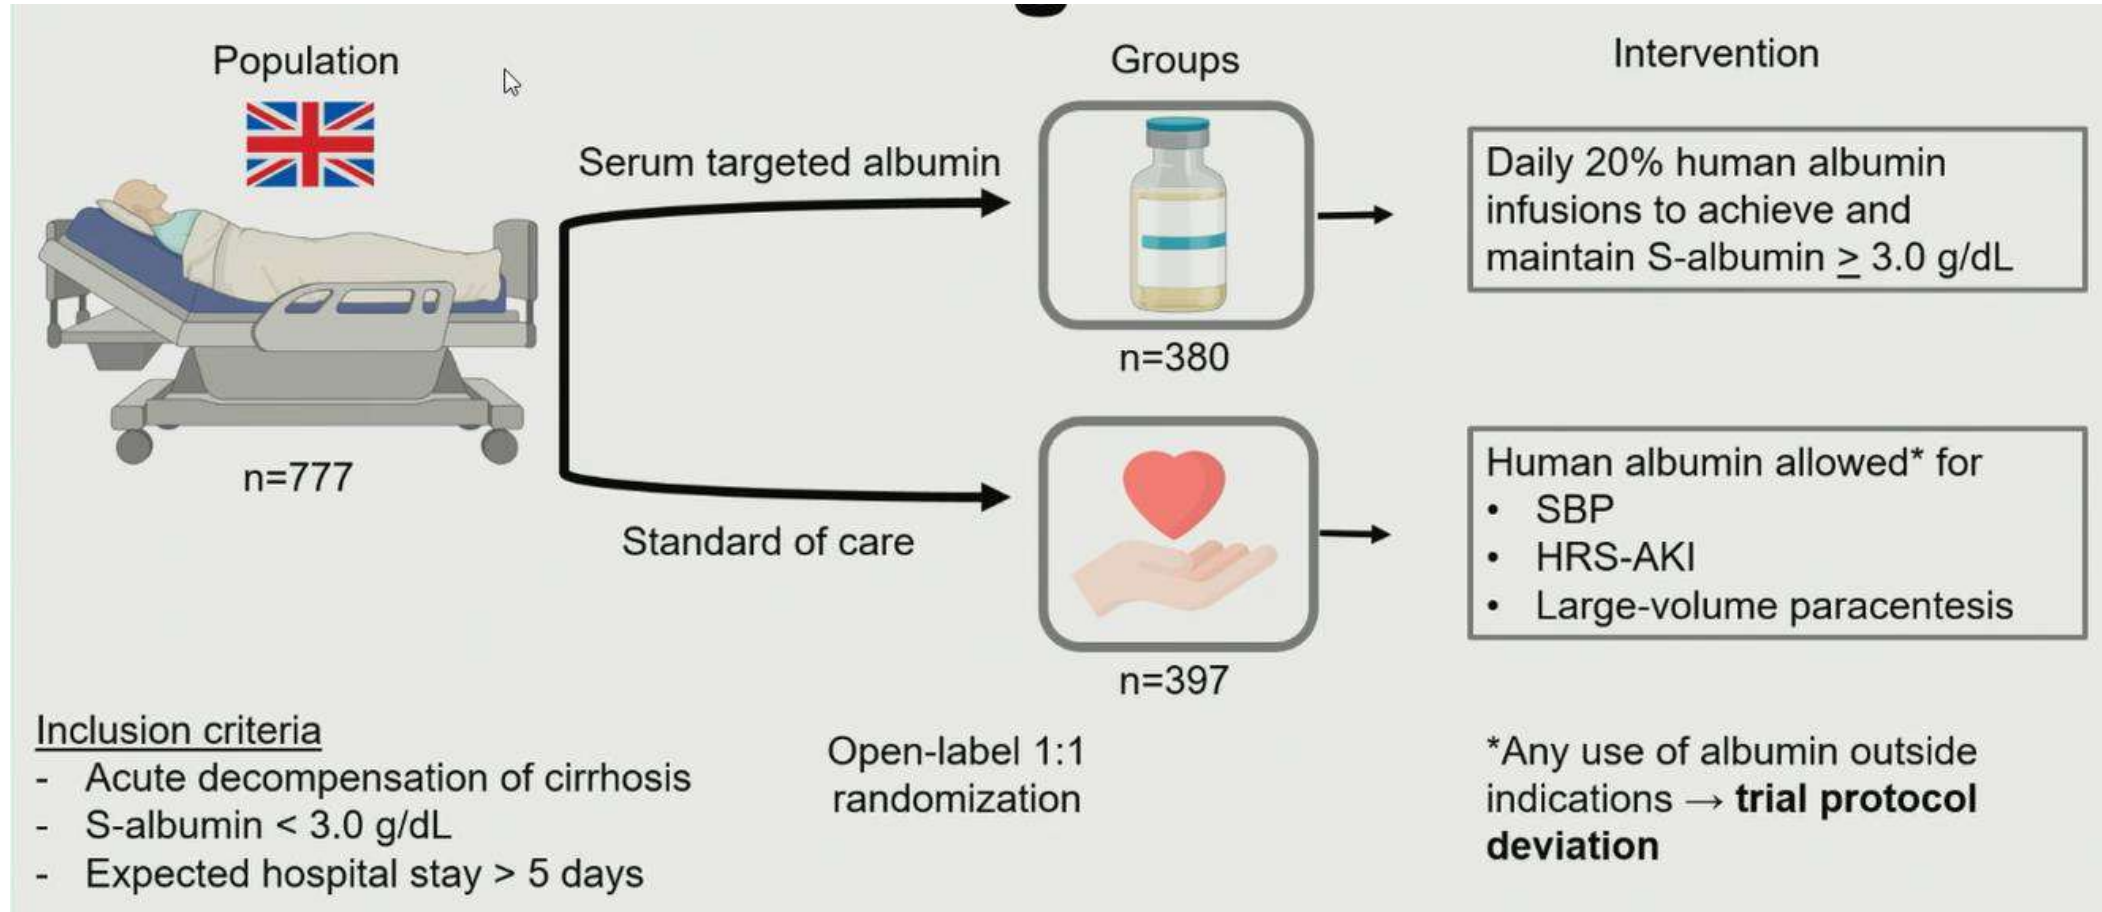 Population
Groups
Intervention
Serum targeted albumin
Daily 20% human albumin
infusions to achieve and
maintain S-albumin ≥ 3.0 g/dL
n=380
n=777
Standard of care
Human albumin allowed* for
• SBP
• HRS-AKI
• Large-volume paracentesis
n=397
Inclusion criteria
- Acute decompensation of cirrhosis
- S-albumin < 3.0 g/dL
- Expected hospital stay > 5 days
Open-label 1:1
randomization
*Any use of albumin outside
indications → trial protocol
deviation